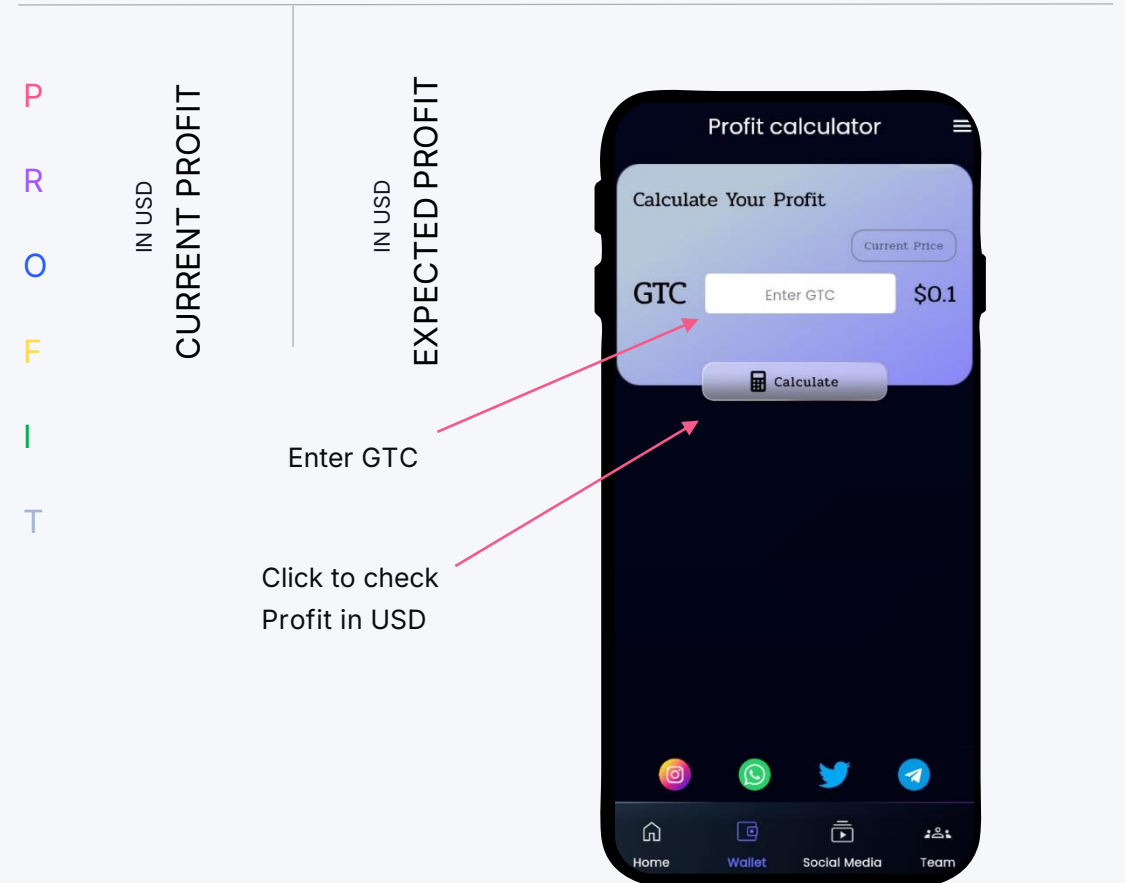 P
R
O
F
I
T
IN USD
CURRENT PROFIT
IN USD
EXPECTED PROFIT
Enter GTC
Click to check
Profit in USD
Profit calculator
Calculate Your Profit
Current Price
GTC
Enter GTC
$0.1
Calculate
Home
Wallet
Social Media
Team